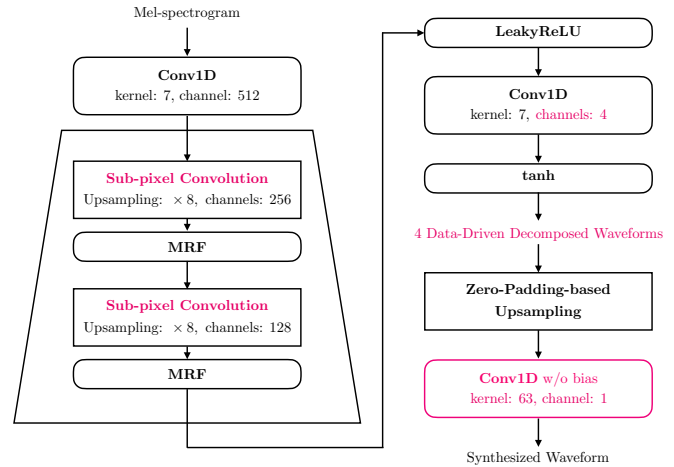 Mel-spectrogram
Conv1D
kernel: 7, channel: 512
Sub-pixel Convolution
Upsampling: ×8, channels: 256
MRF
Sub-pixel Convolution
Upsampling: ×8, channels: 128
MRF
LeakyReLU
Conv1D
kernel: 7, channels: 4
tanh
4 Data-Driven Decomposed Waveforms
Zero-Padding-based
Upsampling
Conv1D w/o bias
kernel: 63, channel: 1
Synthesized Waveform